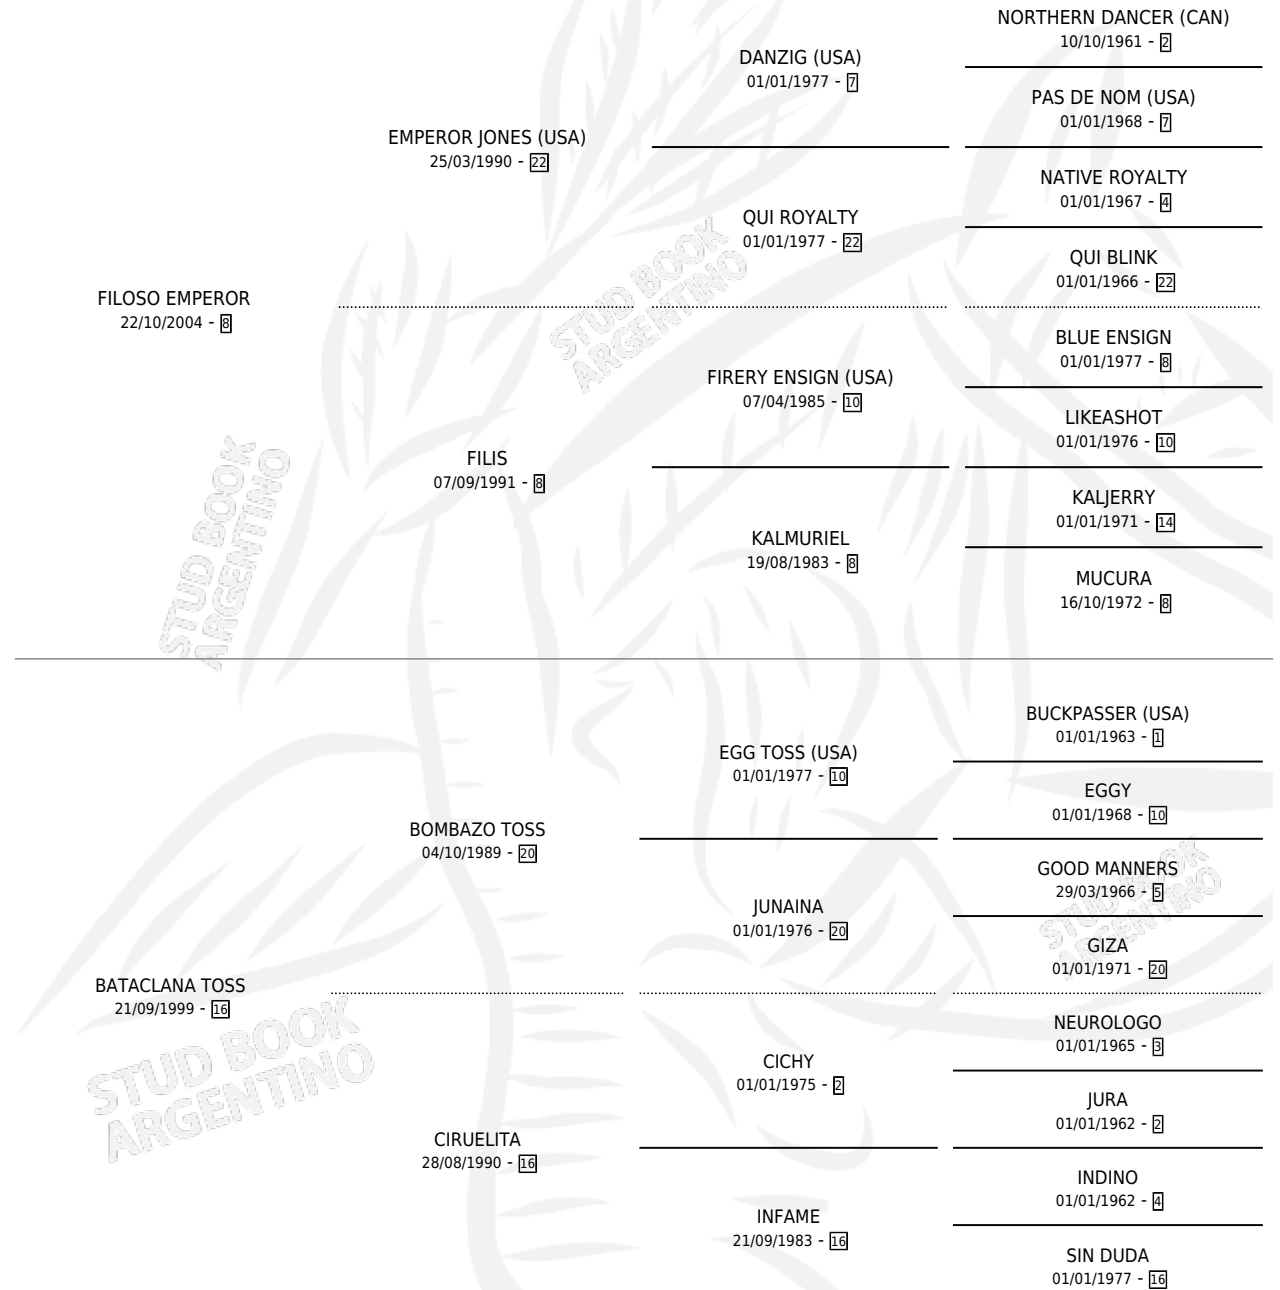 NORTHERN DANCER (CAN)
10/10/1961 - 2
DANZIG (USA)
01/01/1977 - 7
PAS DE NOM (USA)
01/01/1968 - 7
EMPEROR JONES (USA)
25/03/1990 - 22
NATIVE ROYALTY
01/01/1967 - 4
QUI ROYALTY
01/01/1977 - 22
QUI BLINK
01/01/1966 - 22
FILOSO EMPEROR
22/10/2004 - 8
BLUE ENSIGN
01/01/1977 - 8
FIRERY ENSIGN (USA)
07/04/1985 - 10
LIKEASHOT
01/01/1976 - 10
FILIS
07/09/1991 - 8
KALJERRY
01/01/1971 - 14
KALMURIEL
19/08/1983 - 8
MUCURA
16/10/1972 - 8
STUD BOOK
ARGENTINO
STUD BOOK
ARGENTINO
BUCKPASSER (USA)
01/01/1963 - 1
EGG TOSS (USA)
01/01/1977 - 10
EGGY
01/01/1968 - 10
BOMBAZO TOSS
04/10/1989 - 20
GOOD MANNERS
29/03/1966 - 5
JUNAINA
01/01/1976 - 20
GIZA
01/01/1971 - 20
BATACLANA TOSS
21/09/1999 - 16
NEUROLOGO
01/01/1965 - 3
CICHY
01/01/1975 - 2
JURA
01/01/1962 - 2
CIRUELITA
28/08/1990 - 16
INDINO
01/01/1962 - 4
INFAME
21/09/1983 - 16
SIN DUDA
01/01/1977 - 16
STUD BOOK
ARGENTINO
STUD BOOK
ARGENTINO